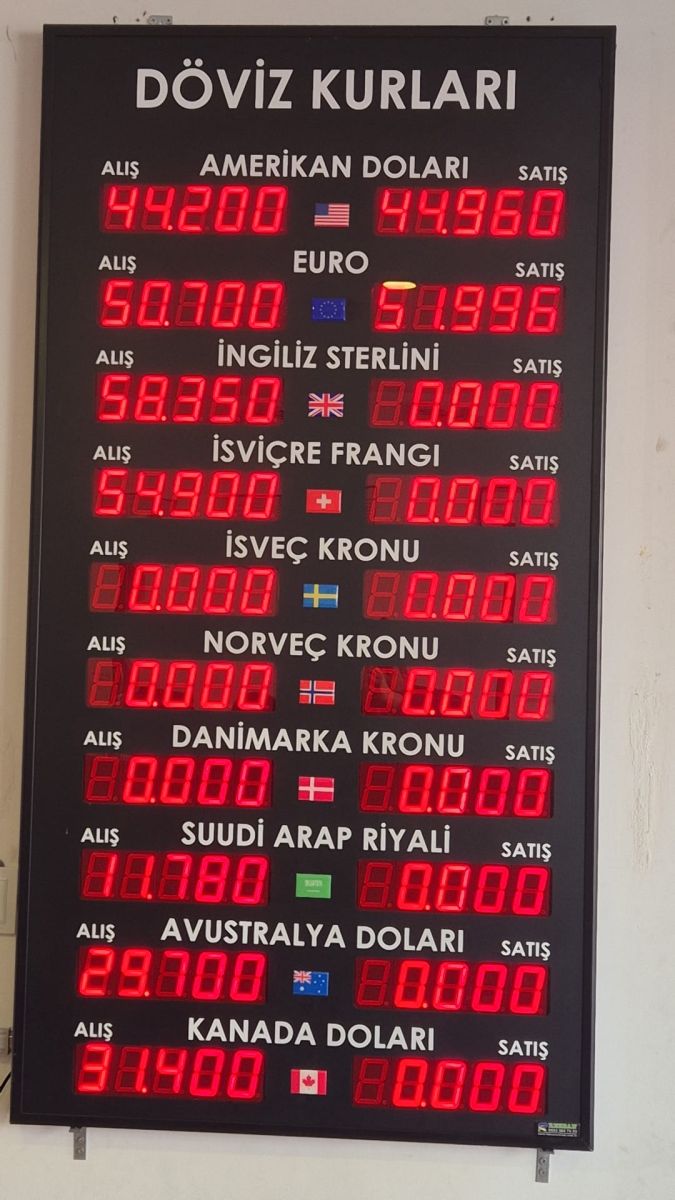 DÖVİZ KURLARI
ALIŞ AMERİKAN DOLARI SATIŞ
44.200 44.960
ALIŞ EURO SATIŞ
50.700 51.996
ALIŞ İNGİLİZ STERLİNİ SATIŞ
58.350 0.000
ALIŞ İSVİÇRE FRANGI SATIŞ
54.900 0.000
ALIŞ İSVEÇ KRONU SATIŞ
0.000 0.000
ALIŞ NORVEÇ KRONU SATIŞ
0.000 0.000
ALIŞ DANİMARKA KRONU SATIŞ
0.000 0.000
ALIŞ SUUDİ ARAP RİYALİ SATIŞ
11.780 0.000
ALIŞ AVUSTRALYA DOLARI SATIŞ
29.700 0.000
ALIŞ KANADA DOLARI SATIŞ
31.400 0.000